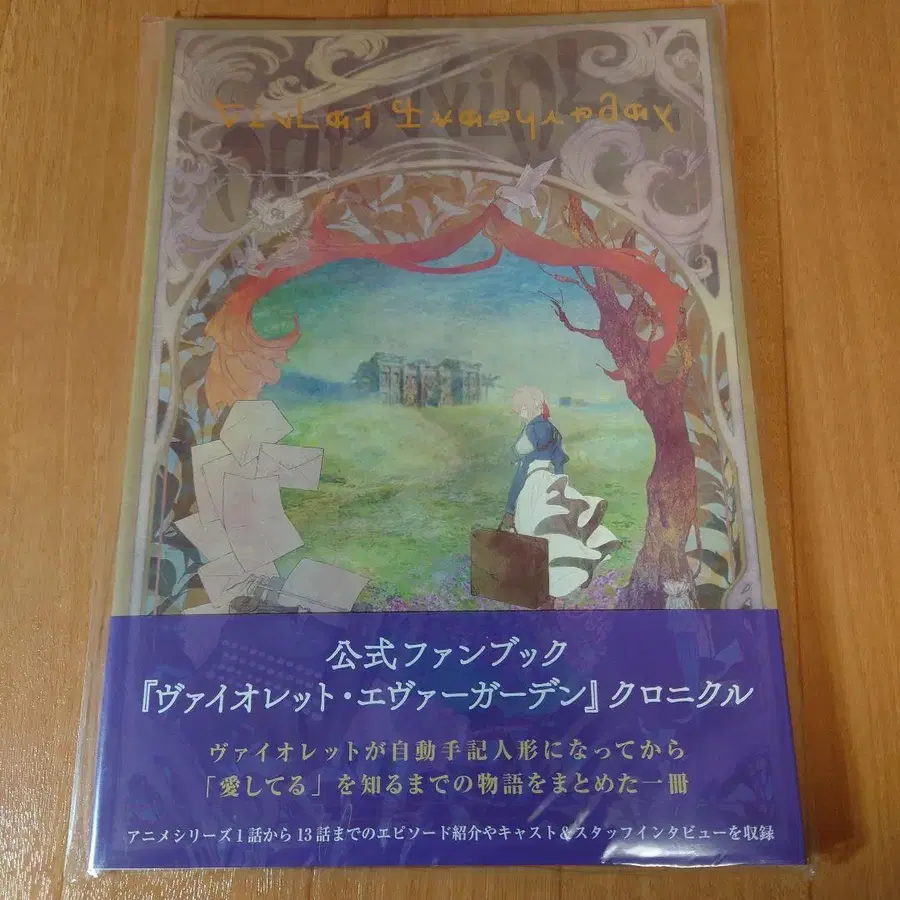 公式ファンブック
『ヴァイオレット・エヴァーガーデン』クロニクル
ヴァイオレットが自動手記人形になってから
「愛してる」を知るまでの物語をまとめた一冊
アニメシリーズ1話から13話までのエピソード紹介やキャスト&スタッフインタビューを収録